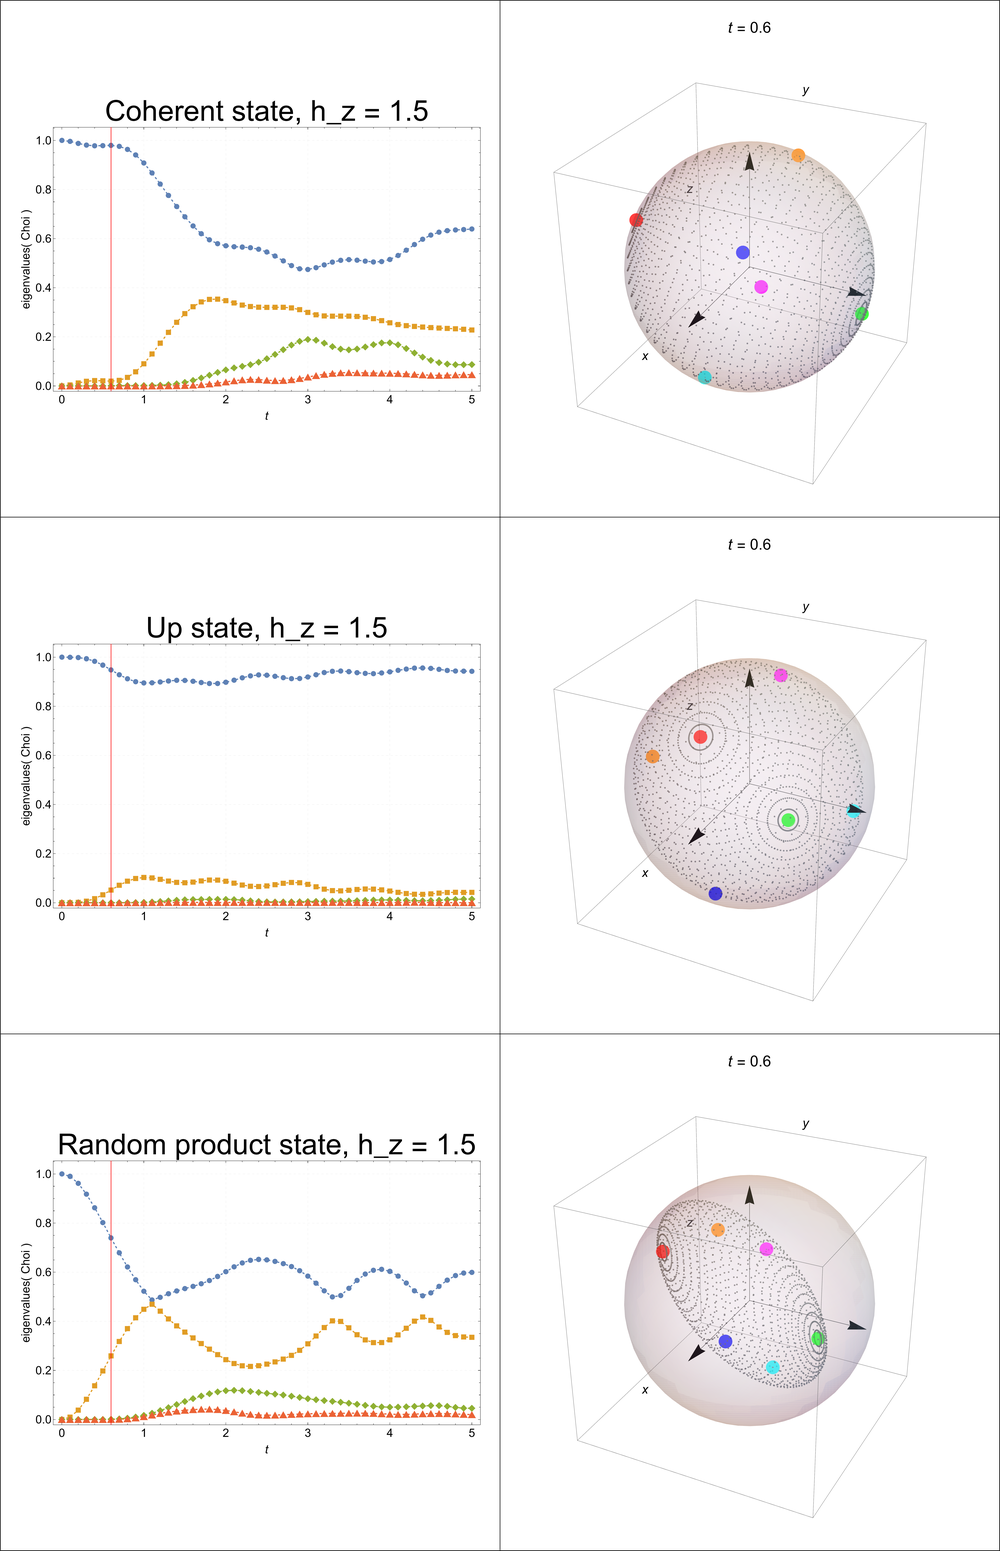 t = 0.6
Coherent state, h_z = 1.5
eigenvalues( Choi )
1.0
0.8
0.6
0.4
0.2
0.0
0 1 2 3 4 5
t
y
z
x
t = 0.6
Up state, h_z = 1.5
eigenvalues( Choi )
1.0
0.8
0.6
0.4
0.2
0.0
0 1 2 3 4 5
t
y
z
x
t = 0.6
Random product state, h_z = 1.5
eigenvalues( Choi )
1.0
0.8
0.6
0.4
0.2
0.0
0 1 2 3 4 5
t
y
z
x